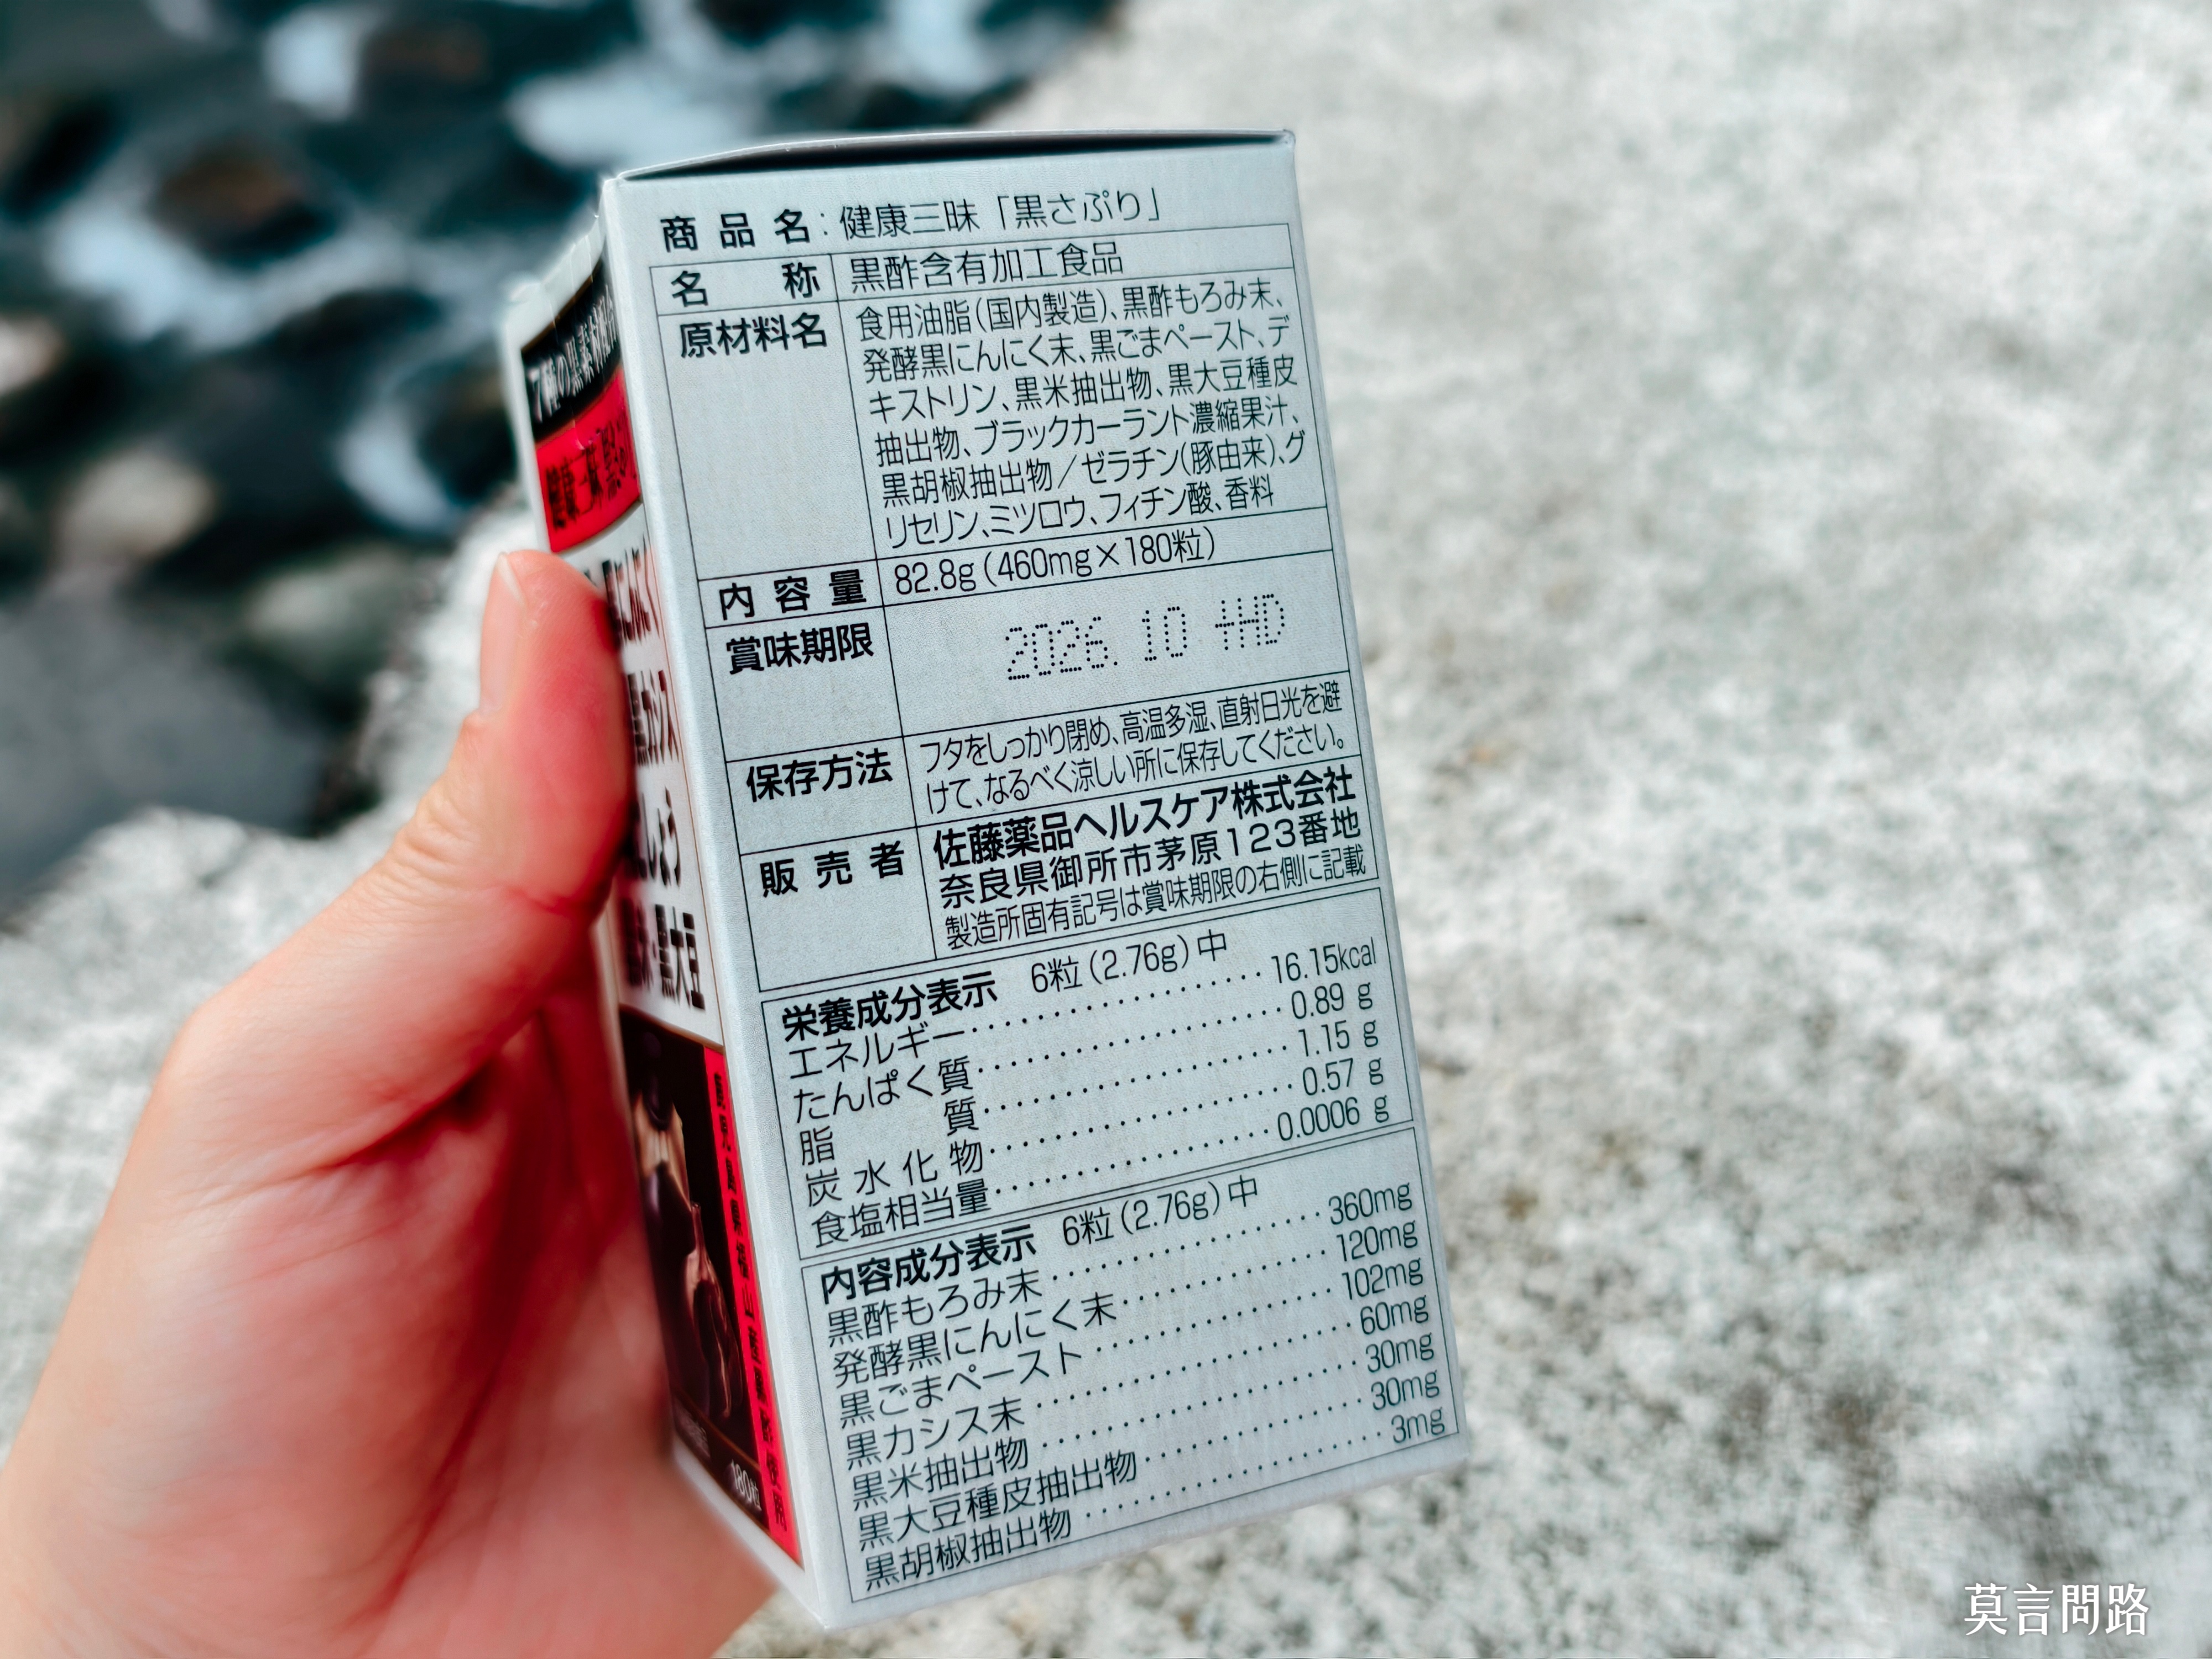 商品名：健康三昧「黒さぷり」
名称 黒酢含有加工食品
原材料名 食用油脂(国内製造)、黒酢もろみ末、
発酵黒にんにく末、黒ごまペースト、デ
キストリン、黒米抽出物、黒大豆種皮
抽出物、ブラックカーラント濃縮果汁、
黒胡椒抽出物／ゼラチン(豚由来)、グ
リセリン、ミツロウ、フィチン酸、香料
内容量 82.8g(460mg×180粒)
賞味期限 2026.10 †HD
保存方法 フタをしっかり閉め、高温多湿、直射日光を避
けて、なるべく涼しい所に保存してください。
販売者 佐藤薬品ヘルスケア株式会社
奈良県御所市茅原123番地
製造所固有記号は賞味期限の右側に記載
栄養成分表示 6粒(2.76g)中
エネルギー 16.15kcal
たんぱく質 0.89 g
脂質 1.15 g
炭水化物 0.57 g
食塩相当量 0.0006 g
内容成分表示 6粒(2.76g)中
黒酢もろみ末 360mg
発酵黒にんにく末 120mg
黒ごまペースト 102mg
黒カシス末 60mg
黒米抽出物 30mg
黒大豆種皮抽出物 30mg
黒胡椒抽出物 3mg
黒カシス
黒大豆
180粒
莫言問路